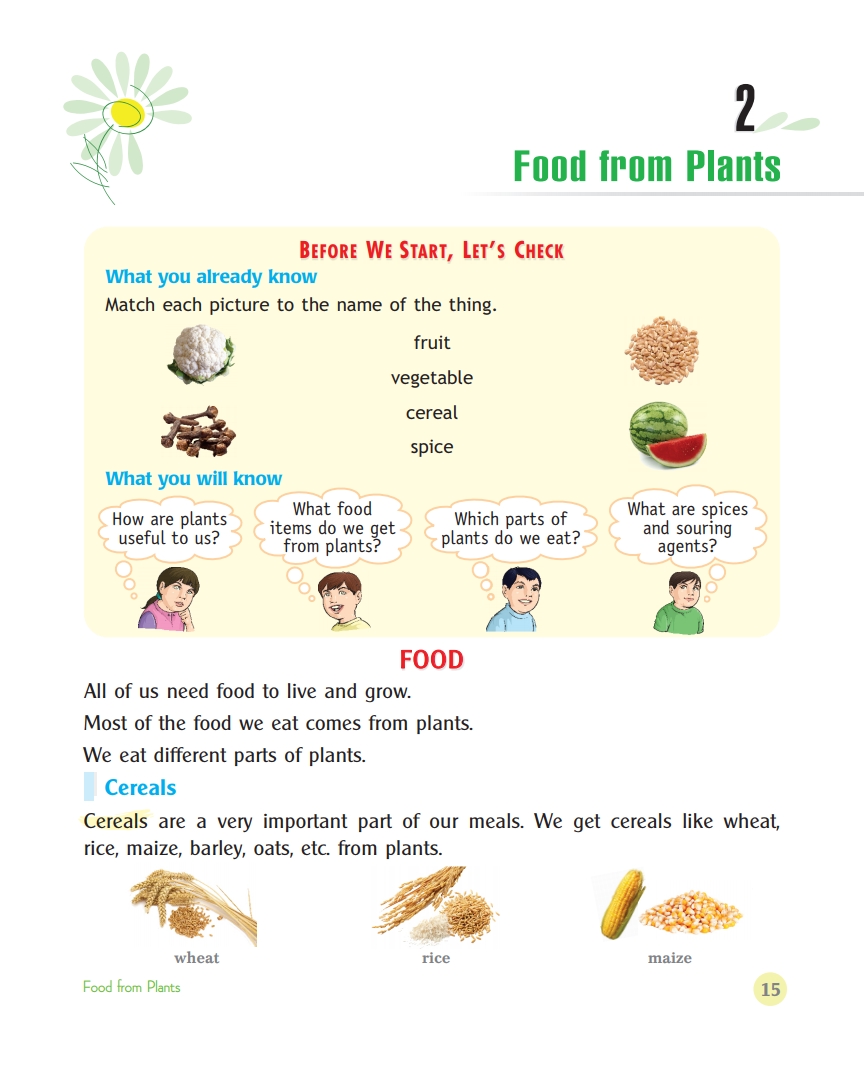 2
Food from Plants
BEFORE WE START, LET'S CHECK
What you already know
Match each picture to the name of the thing.
fruit
vegetable
cereal
spice
What you will know
How are plants
useful to us?
What food
items do we get
from plants?
Which parts of
plants do we eat?
What are spices
and souring
agents?
FOOD
All of us need food to live and grow.
Most of the food we eat comes from plants.
We eat different parts of plants.
Cereals
Cereals are a very important part of our meals. We get cereals like wheat,
rice, maize, barley, oats, etc. from plants.
wheat
rice
maize
Food from Plants
15